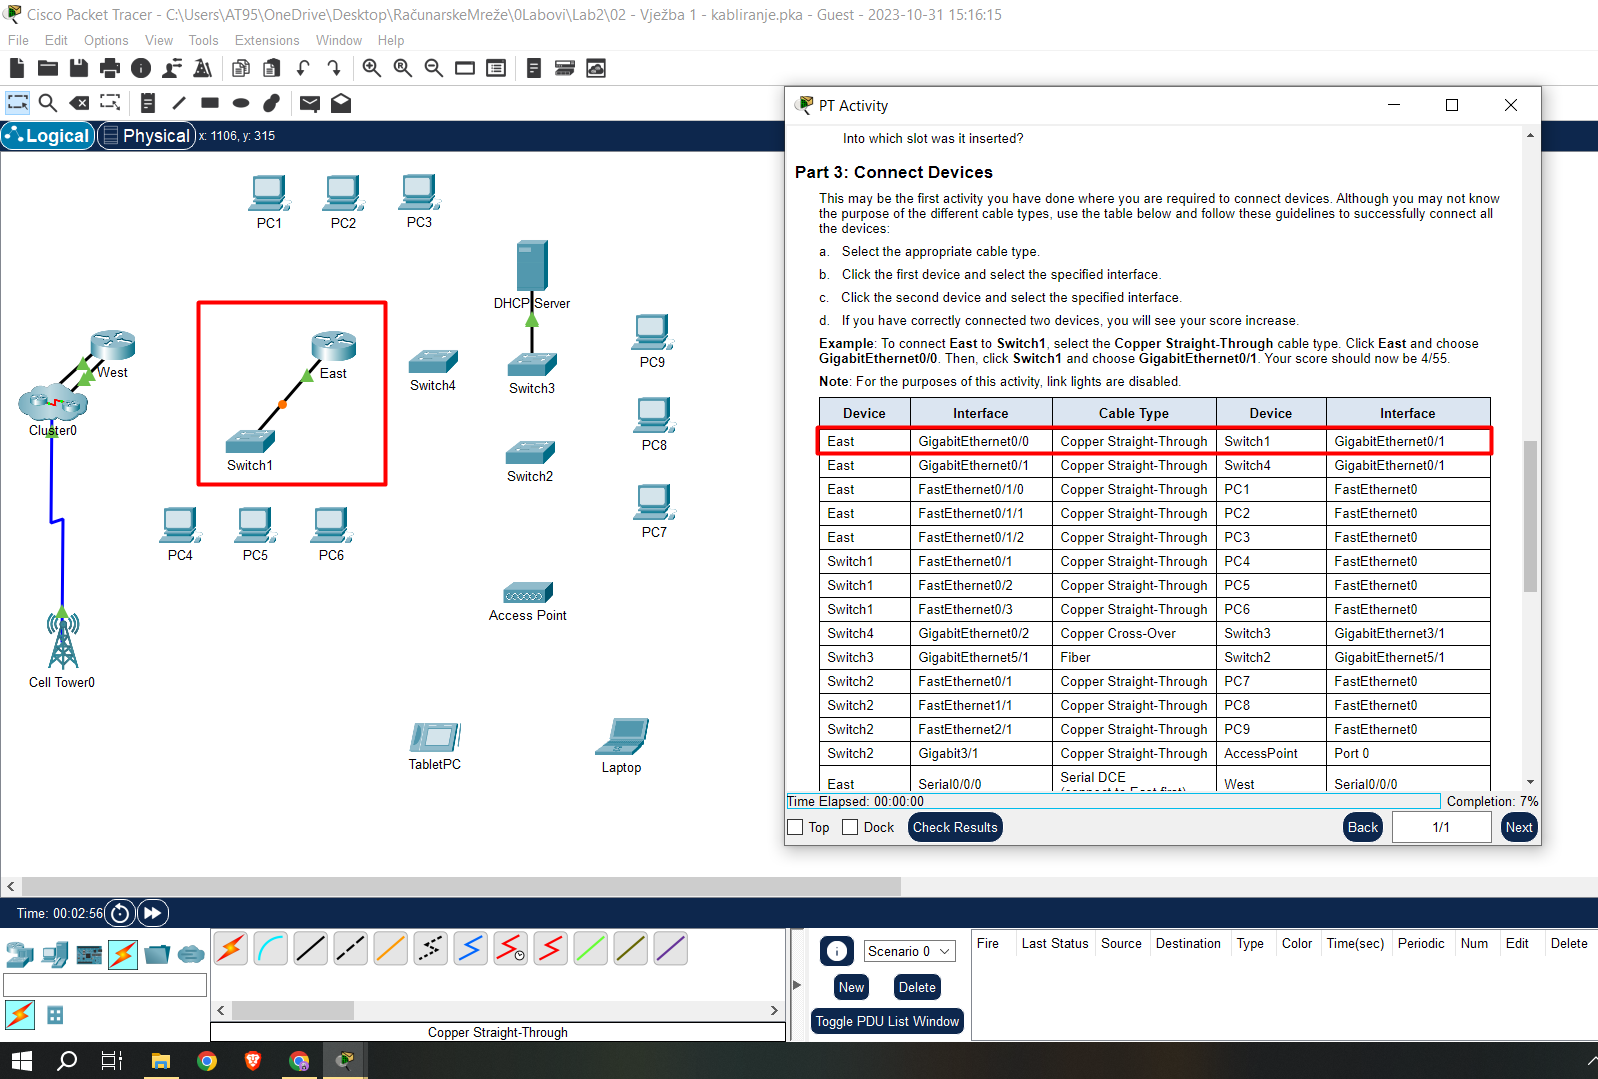 Cisco Packet Tracer - C:\Users\AT95\OneDrive\Desktop\RačunarskeMreže\0Labovi\Lab2\02 - Vježba 1 - kabliranje.pka - Guest - 2023-10-31 15:16:15
File Edit Options View Tools Extensions Window Help
Logical Physical x: 1106, y: 315
PC1 PC2 PC3
DHCP Server
West
East
Switch4
Switch3
PC9
Cluster0
Switch1
Switch2
PC8
PC7
PC4 PC5 PC6
Access Point
Cell Tower0
TabletPC
Laptop
PT Activity
Into which slot was it inserted?
Part 3: Connect Devices
This may be the first activity you have done where you are required to connect devices. Although you may not know
the purpose of the different cable types, use the table below and follow these guidelines to successfully connect all
the devices:
a. Select the appropriate cable type.
b. Click the first device and select the specified interface.
c. Click the second device and select the specified interface.
d. If you have correctly connected two devices, you will see your score increase.
Example: To connect East to Switch1, select the Copper Straight-Through cable type. Click East and choose
GigabitEthernet0/0. Then, click Switch1 and choose GigabitEthernet0/1. Your score should now be 4/55.
Note: For the purposes of this activity, link lights are disabled.
Device Interface Cable Type Device Interface
East GigabitEthernet0/0 Copper Straight-Through Switch1 GigabitEthernet0/1
East GigabitEthernet0/1 Copper Straight-Through Switch4 GigabitEthernet0/1
East FastEthernet0/1/0 Copper Straight-Through PC1 FastEthernet0
East FastEthernet0/1/1 Copper Straight-Through PC2 FastEthernet0
East FastEthernet0/1/2 Copper Straight-Through PC3 FastEthernet0
Switch1 FastEthernet0/1 Copper Straight-Through PC4 FastEthernet0
Switch1 FastEthernet0/2 Copper Straight-Through PC5 FastEthernet0
Switch1 FastEthernet0/3 Copper Straight-Through PC6 FastEthernet0
Switch4 GigabitEthernet0/2 Copper Cross-Over Switch3 GigabitEthernet3/1
Switch3 GigabitEthernet5/1 Fiber Switch2 GigabitEthernet5/1
Switch2 FastEthernet0/1 Copper Straight-Through PC7 FastEthernet0
Switch2 FastEthernet1/1 Copper Straight-Through PC8 FastEthernet0
Switch2 FastEthernet2/1 Copper Straight-Through PC9 FastEthernet0
Switch2 Gigabit3/1 Copper Straight-Through AccessPoint Port 0
East Serial0/0/0 Serial DCE West Serial0/0/0
Time Elapsed: 00:00:00 Completion: 7%
Top Dock Check Results Back 1/1 Next
Time: 00:02:56
Scenario 0
New Delete
Toggle PDU List Window
Fire Last Status Source Destination Type Color Time(sec) Periodic Num Edit Delete
Copper Straight-Through